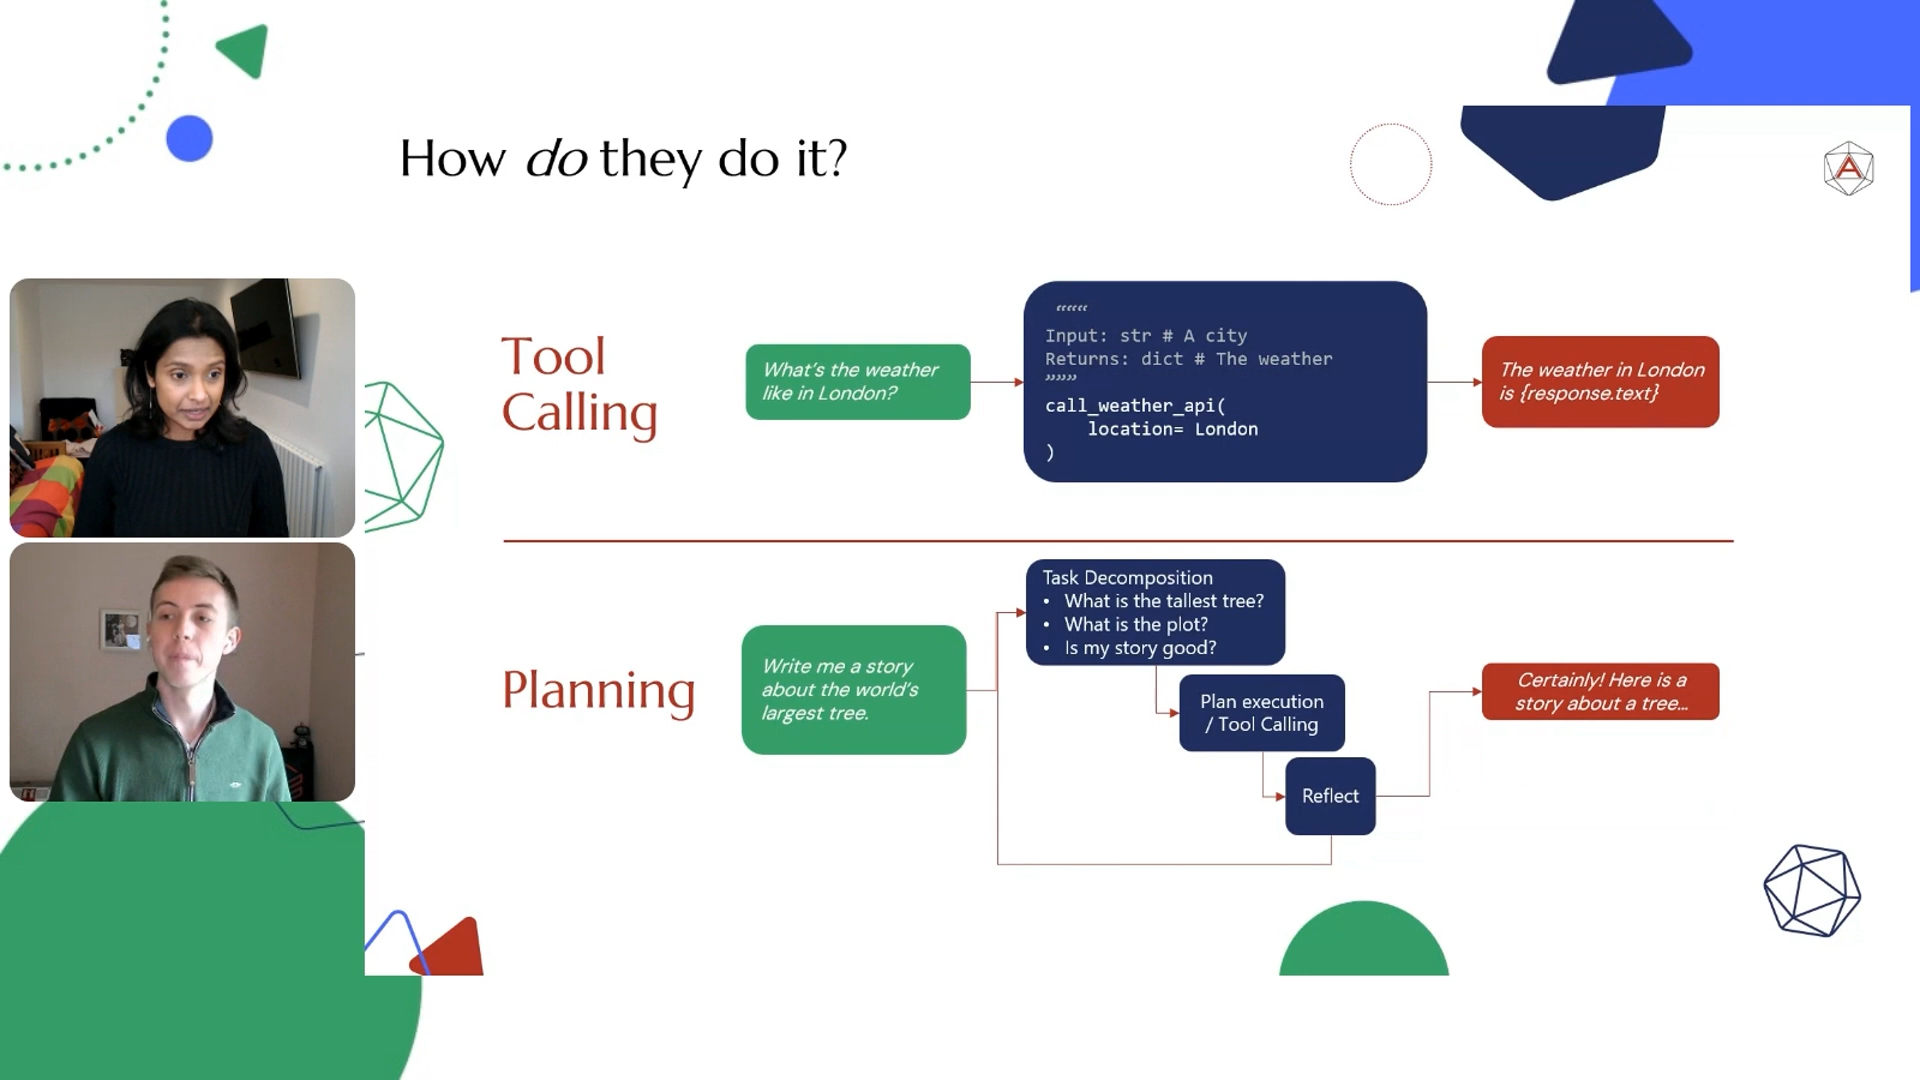 How do they do it?
A
Tool
Calling
What's the weather
like in London?
““““““
Input: str # A city
Returns: dict # The weather
””””””
call_weather_api(
    location= London
)
The weather in London
is {response.text}
Planning
Write me a story
about the world's
largest tree.
Task Decomposition
• What is the tallest tree?
• What is the plot?
• Is my story good?
Plan execution
/ Tool Calling
Reflect
Certainly! Here is a
story about a tree...